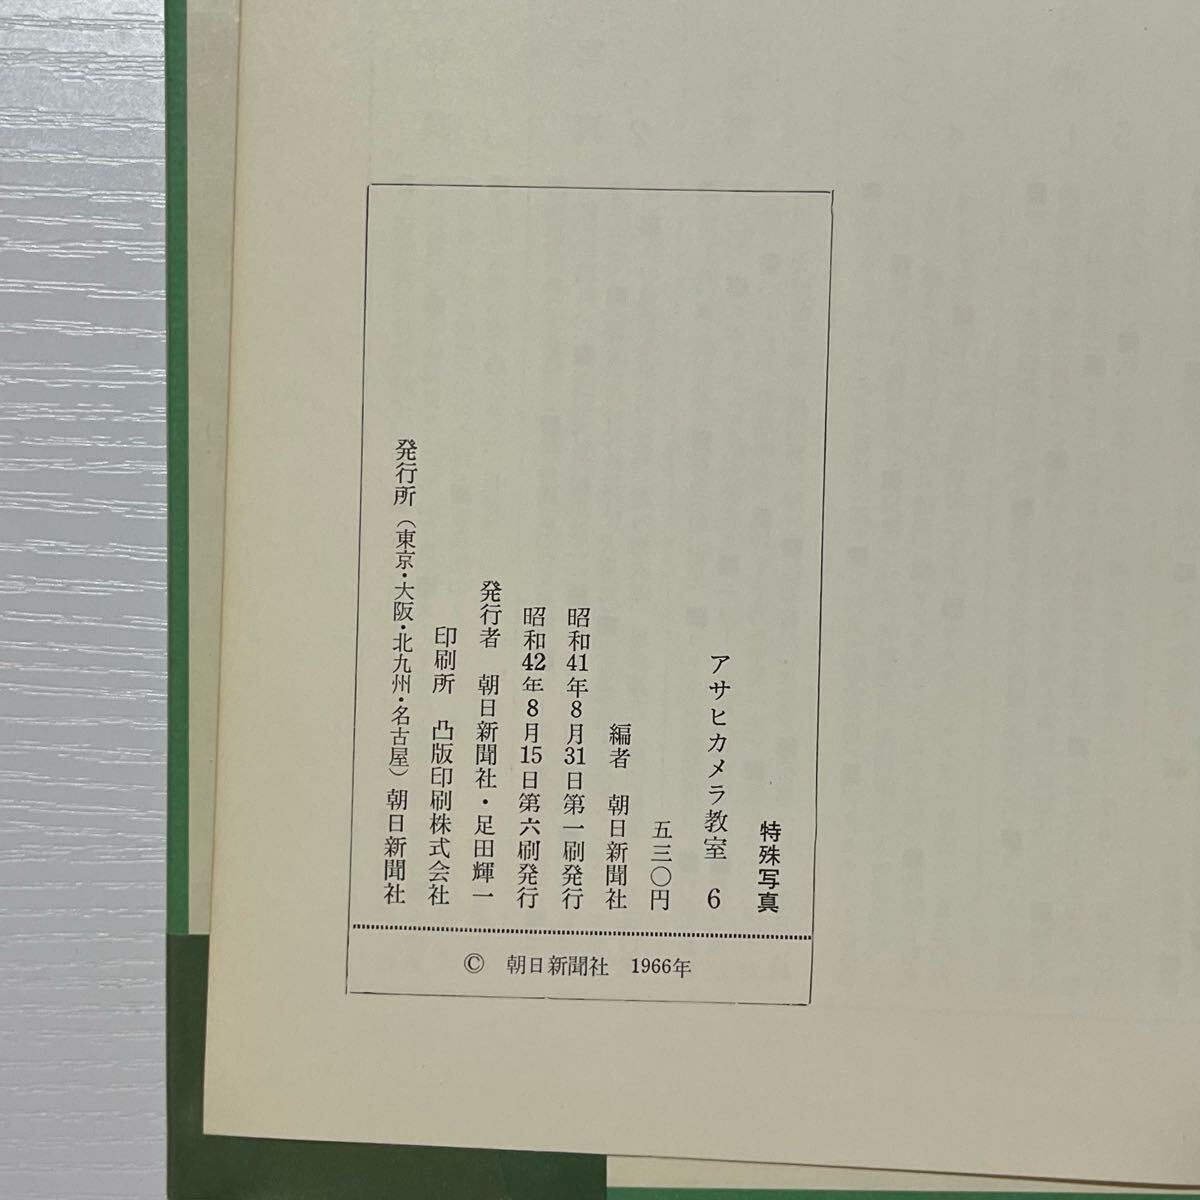 特殊写真
アサヒカメラ教室 6
五三〇円
編者 朝日新聞社
昭和41年8月31日第一刷発行
昭和42年8月15日第六刷発行
発行者 朝日新聞社・足田輝一
印刷所 凸版印刷株式会社
発行所（東京・大阪・北九州・名古屋）朝日新聞社
© 朝日新聞社 1966年